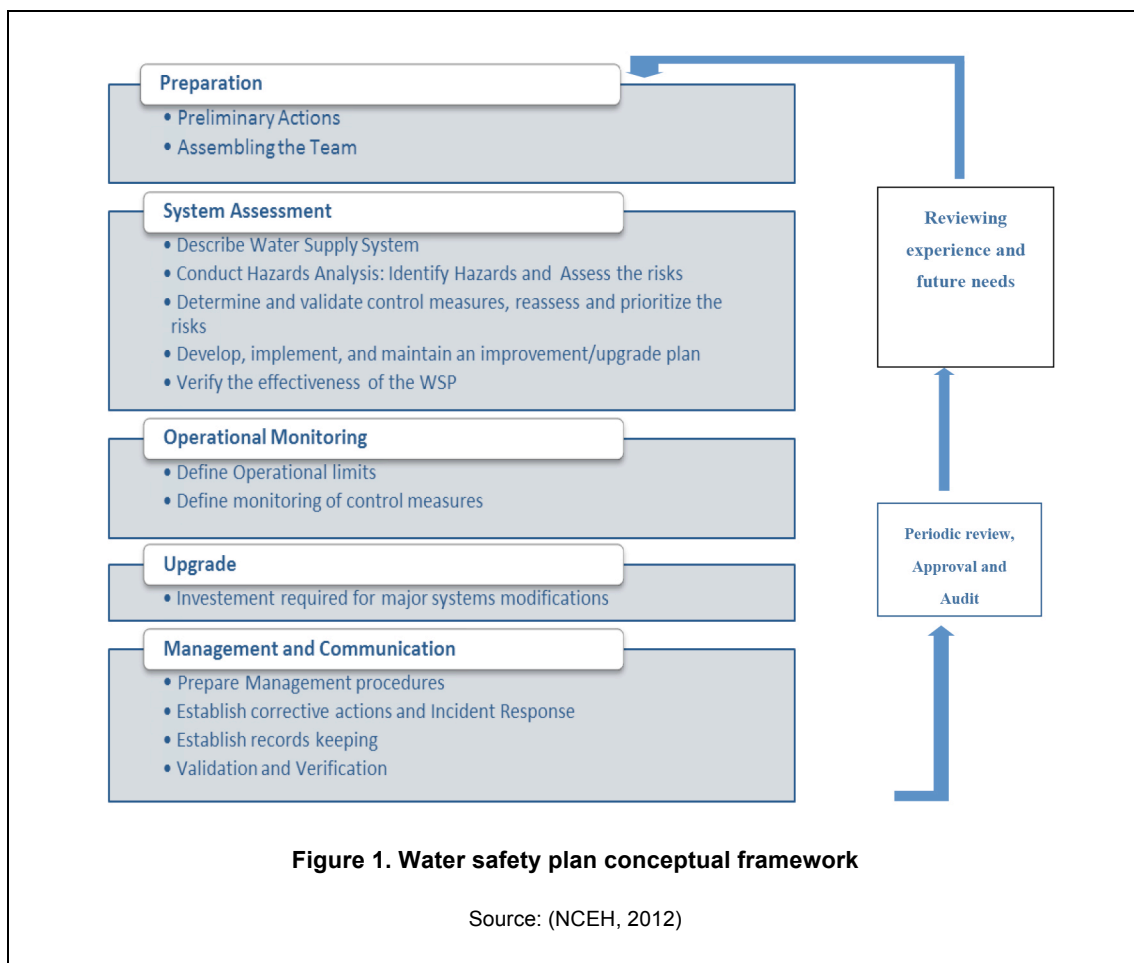 Preparation
• Preliminary Actions
• Assembling the Team
System Assessment
• Describe Water Supply System
• Conduct Hazards Analysis: Identify Hazards and Assess the risks
• Determine and validate control measures, reassess and prioritize the
risks
• Develop, implement, and maintain an improvement/upgrade plan
• Verify the effectiveness of the WSP
Operational Monitoring
• Define Operational limits
• Define monitoring of control measures
Upgrade
• Investement required for major systems modifications
Management and Communication
• Prepare Management procedures
• Establish corrective actions and Incident Response
• Establish records keeping
• Validation and Verification
Reviewing
experience and
future needs
Periodic review,
Approval and
Audit
Figure 1. Water safety plan conceptual framework
Source: (NCEH, 2012)